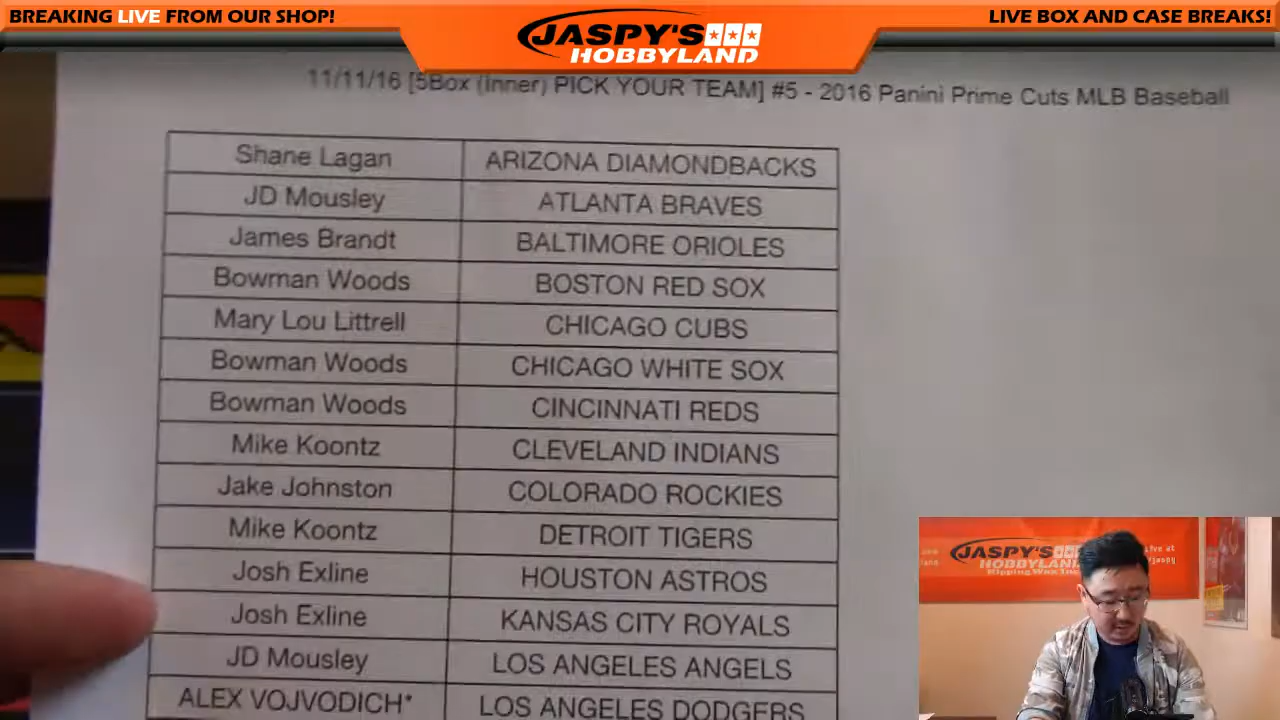 BREAKING LIVE FROM OUR SHOP!
JASPY'S
HOBBYLAND
LIVE BOX AND CASE BREAKS!
11/11/16 [5Box (Inner) PICK YOUR TEAM] #5 - 2016 Panini Prime Cuts MLB Baseball
Shane Lagan ARIZONA DIAMONDBACKS
JD Mousley ATLANTA BRAVES
James Brandt BALTIMORE ORIOLES
Bowman Woods BOSTON RED SOX
Mary Lou Littrell CHICAGO CUBS
Bowman Woods CHICAGO WHITE SOX
Bowman Woods CINCINNATI REDS
Mike Koontz CLEVELAND INDIANS
Jake Johnston COLORADO ROCKIES
Mike Koontz DETROIT TIGERS
Josh Exline HOUSTON ASTROS
Josh Exline KANSAS CITY ROYALS
JD Mousley LOS ANGELES ANGELS
ALEX VOJVODICH* LOS ANGELES DODGERS
JASPY'S
HOBBYLAND